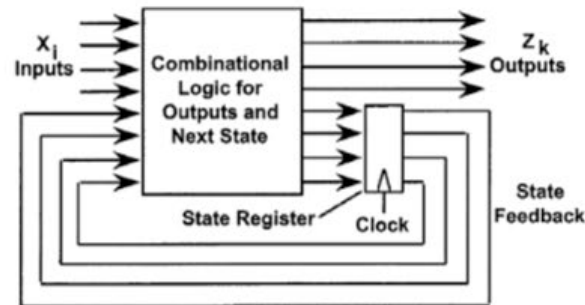 X i
Inputs
Combinational
Logic for
Outputs and
Next State
Z k
Outputs
State Register
Clock
State
Feedback